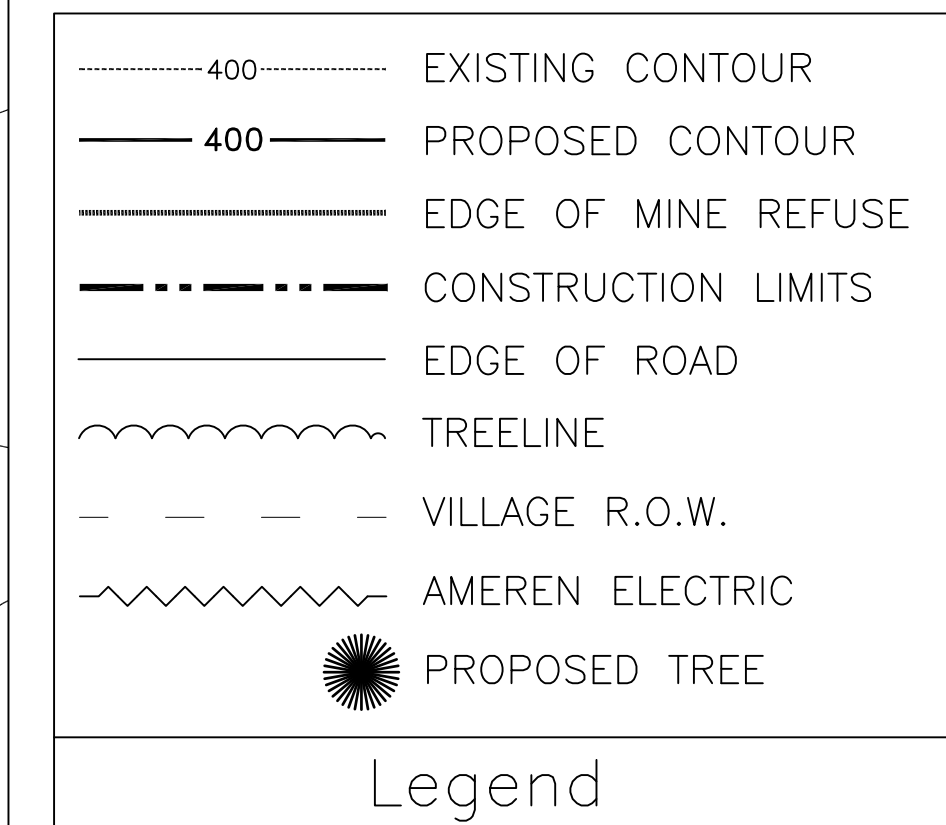 400 EXISTING CONTOUR
400 PROPOSED CONTOUR
EDGE OF MINE REFUSE
CONSTRUCTION LIMITS
EDGE OF ROAD
TREELINE
VILLAGE R.O.W.
AMEREN ELECTRIC
PROPOSED TREE
Legend